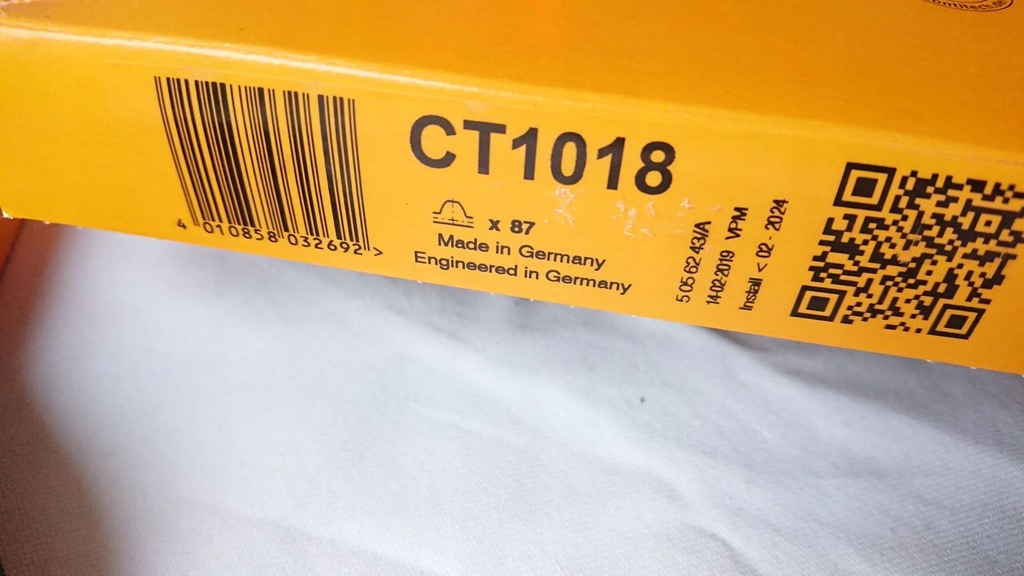 CT1018
x 87
Made in Germany
Engineered in Germany
4 010858 032692 >
5 05 62 43/A
14-02-2019 VPM
Install < 02- 2024